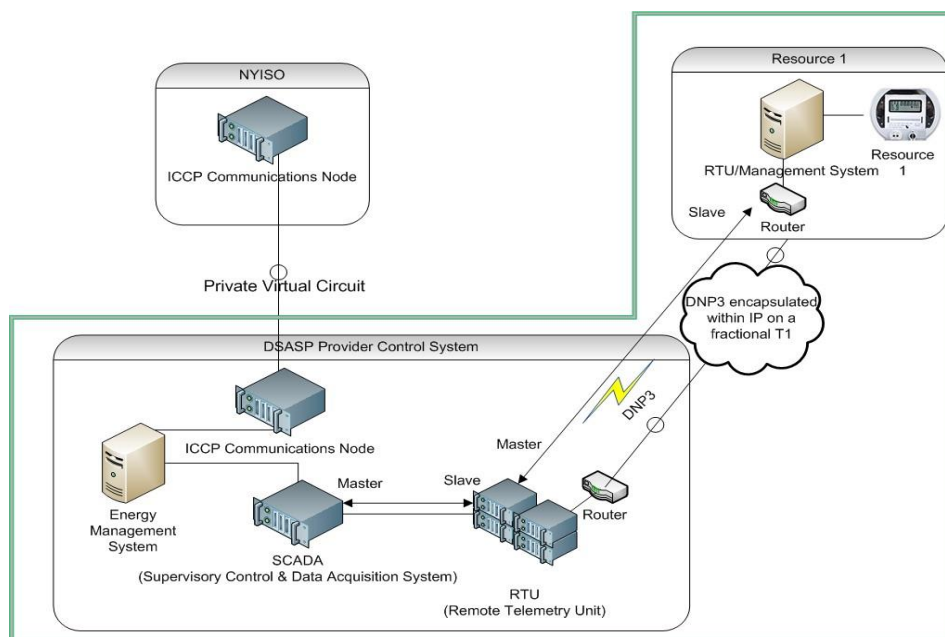 NYISO
ICCP Communications Node
Private Virtual Circuit
Resource 1
RTU/Management System
Resource
1
Slave
Router
DNP3 encapsulated
within IP on a
fractional T1
DSASP Provider Control System
ICCP Communications Node
Energy
Management
System
Master
Slave
SCADA
(Supervisory Control & Data Acquisition System)
Master
DNP3
Router
RTU
(Remote Telemetry Unit)